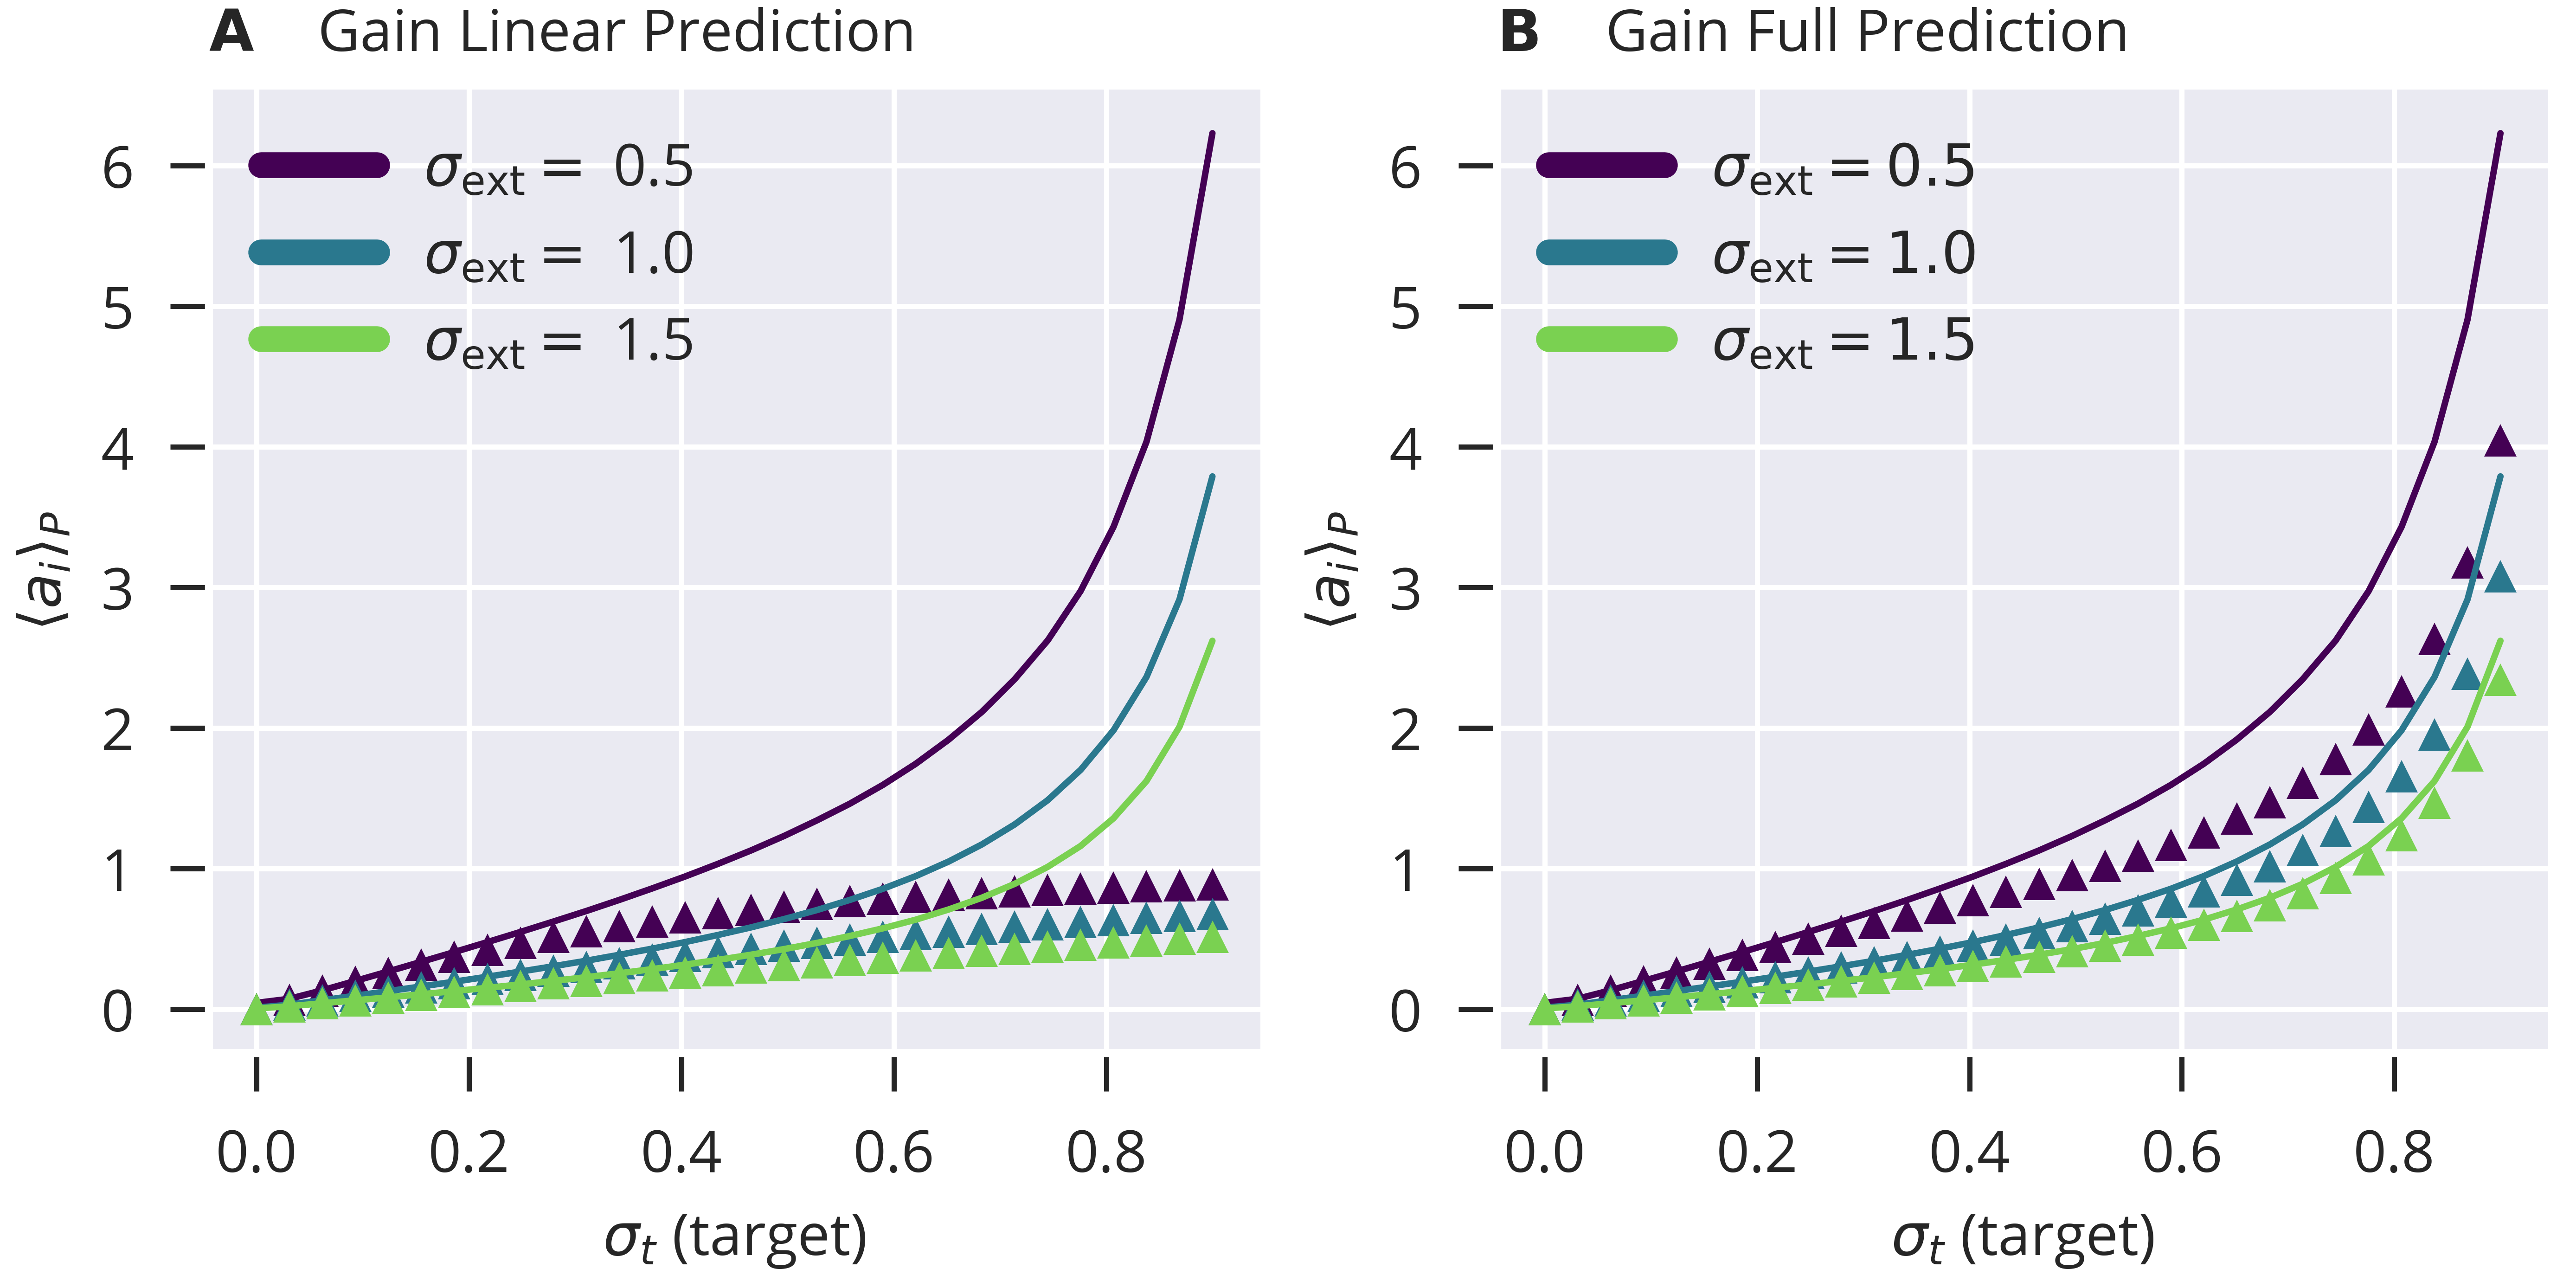 A Gain Linear Prediction
6
5
4
3
2
1
0
⟨aᵢ⟩P
σext = 0.5
σext = 1.0
σext = 1.5
0.0 0.2 0.4 0.6 0.8
σt (target)
B Gain Full Prediction
6
5
4
3
2
1
0
⟨aᵢ⟩P
σext = 0.5
σext = 1.0
σext = 1.5
0.0 0.2 0.4 0.6 0.8
σt (target)